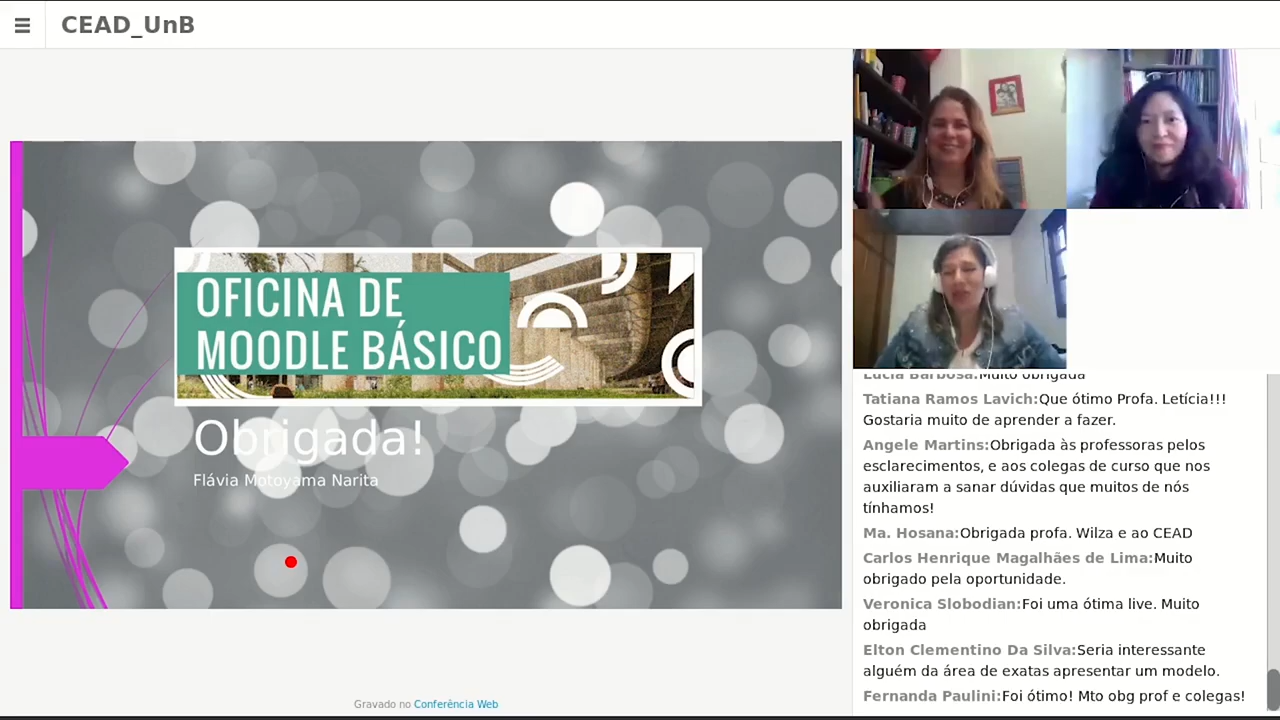 CEAD_UnB
OFICINA DE
MOODLE BÁSICO
Obrigada!
Flávia Motoyama Narita
Gravado no Conferência Web
Lucia Barbosa:Muito obrigada
Tatiana Ramos Lavich:Que ótimo Profa. Letícia!!!
Gostaria muito de aprender a fazer.
Angele Martins:Obrigada às professoras pelos
esclarecimentos, e aos colegas de curso que nos
auxiliaram a sanar dúvidas que muitos de nós
tínhamos!
Ma. Hosana:Obrigada profa. Wilza e ao CEAD
Carlos Henrique Magalhães de Lima:Muito
obrigado pela oportunidade.
Veronica Slobodian:Foi uma ótima live. Muito
obrigada
Elton Clementino Da Silva:Seria interessante
alguém da área de exatas apresentar um modelo.
Fernanda Paulini:Foi ótimo! Mto obg prof e colegas!